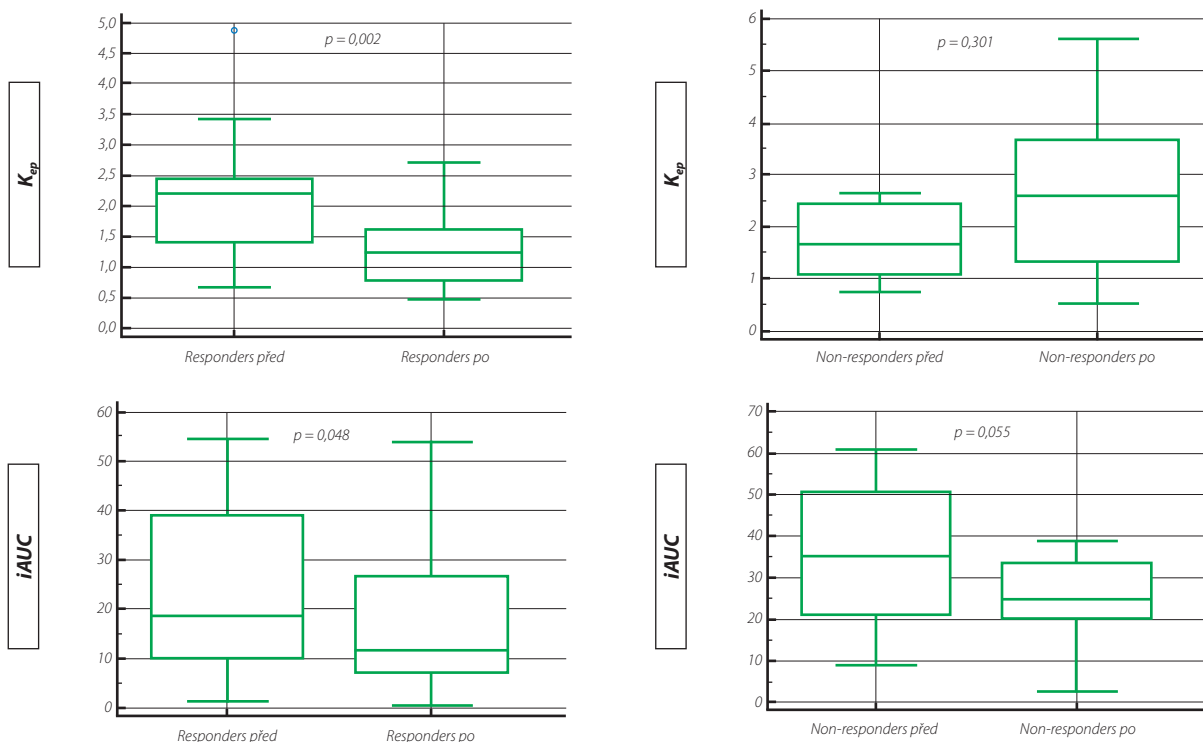 K_ep
5,0
4,5
4,0
3,5
3,0
2,5
2,0
1,5
1,0
0,5
0,0
p = 0,002
Responders před Responders po
K_ep
6
5
4
3
2
1
0
p = 0,301
Non-responders před Non-responders po
iAUC
60
50
40
30
20
10
0
p = 0,048
Responders před Responders po
iAUC
70
60
50
40
30
20
10
0
p = 0,055
Non-responders před Non-responders po